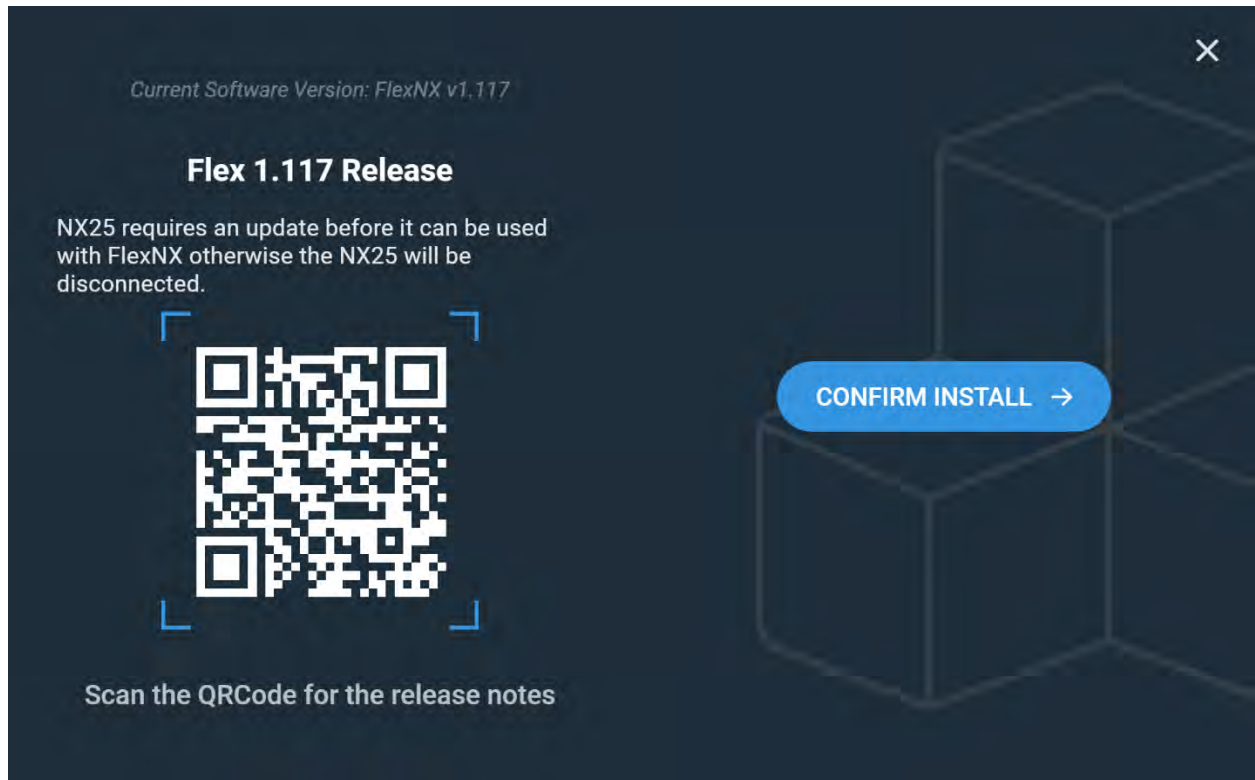 Current Software Version: FlexNX v1.117
Flex 1.117 Release
NX25 requires an update before it can be used
with FlexNX otherwise the NX25 will be
disconnected.
CONFIRM INSTALL →
Scan the QRCode for the release notes